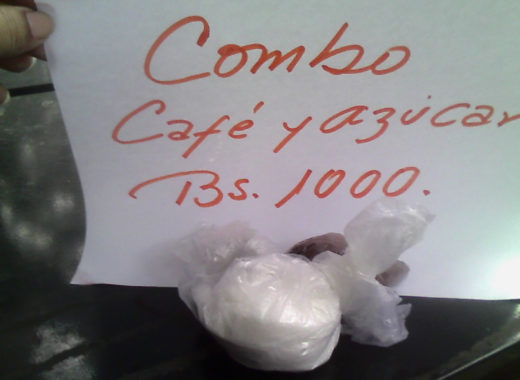 Combo
Café y azúcar
Bs. 1000.